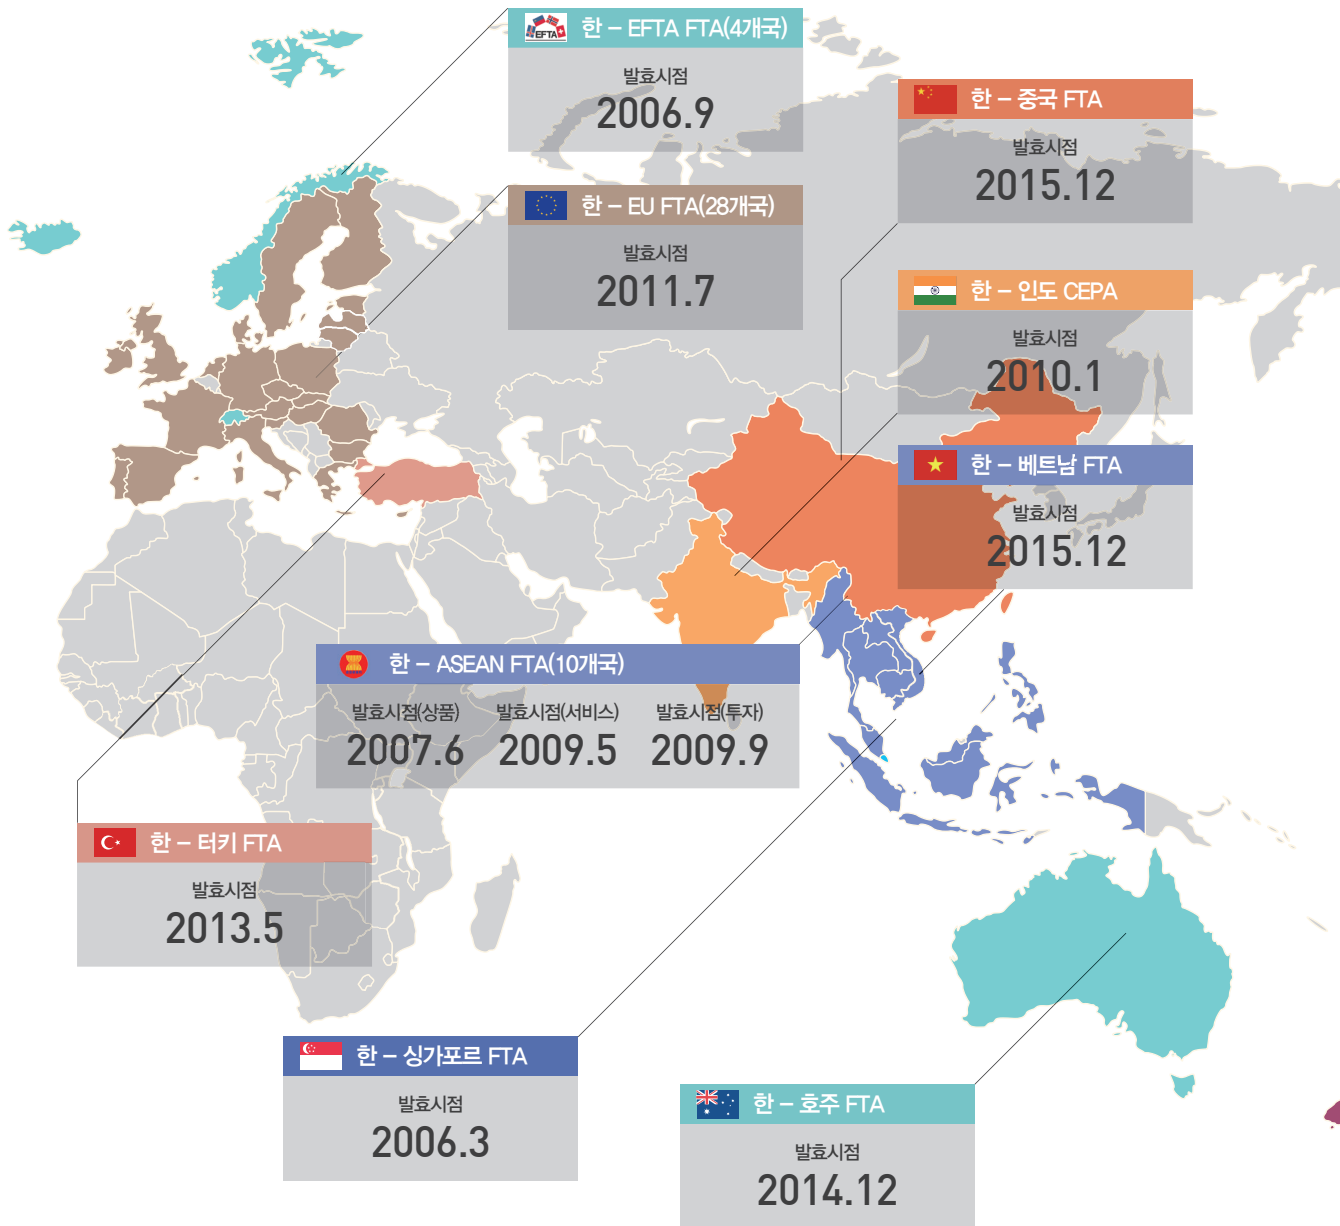 EFTA
한 – EFTA FTA(4개국)
발효시점
2006.9
한 – 중국 FTA
발효시점
2015.12
한 – EU FTA(28개국)
발효시점
2011.7
한 – 인도 CEPA
발효시점
2010.1
한 – 베트남 FTA
발효시점
2015.12
한 – ASEAN FTA(10개국)
발효시점(상품) 발효시점(서비스) 발효시점(투자)
2007.6 2009.5 2009.9
한 – 터키 FTA
발효시점
2013.5
한 – 싱가포르 FTA
발효시점
2006.3
한 – 호주 FTA
발효시점
2014.12